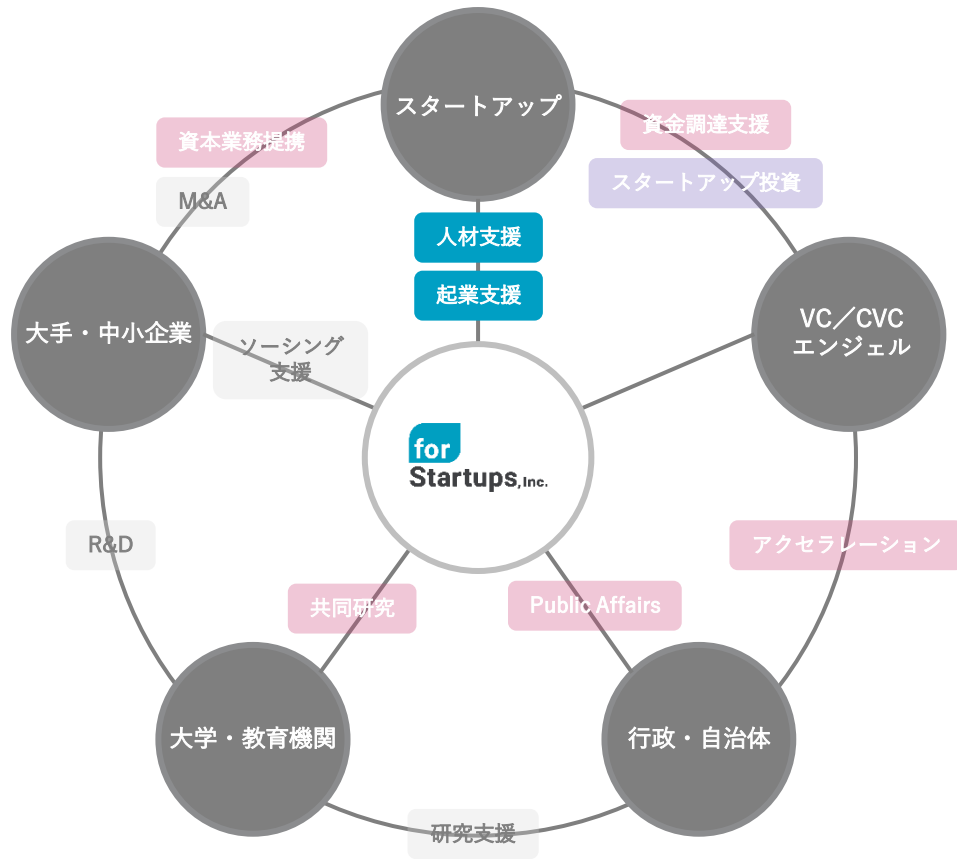 スタートアップ
資金調達支援
資本業務提携
スタートアップ投資
M&A
人材支援
起業支援
大手・中小企業
VC／CVC
エンジェル
ソーシング
支援
for
Startups,Inc.
R&D
アクセラレーション
共同研究
Public Affairs
大学・教育機関
行政・自治体
研究支援